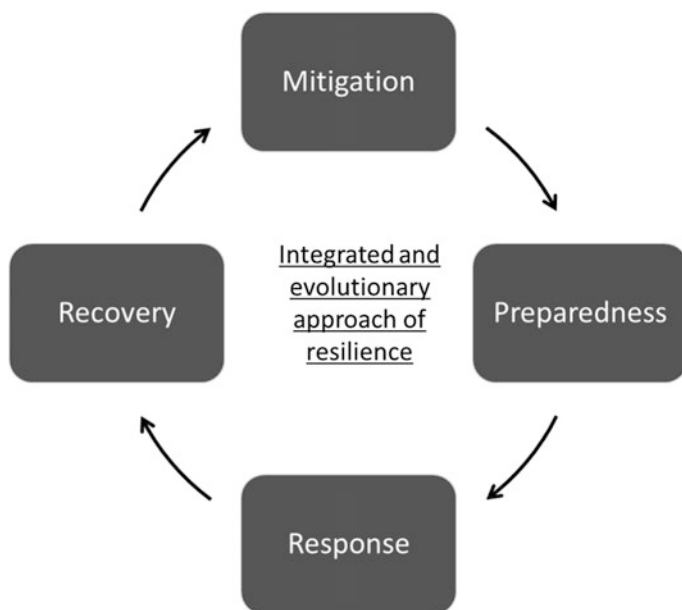 Mitigation
Integrated and
evolutionary
approach of
resilience
Recovery
Preparedness
Response